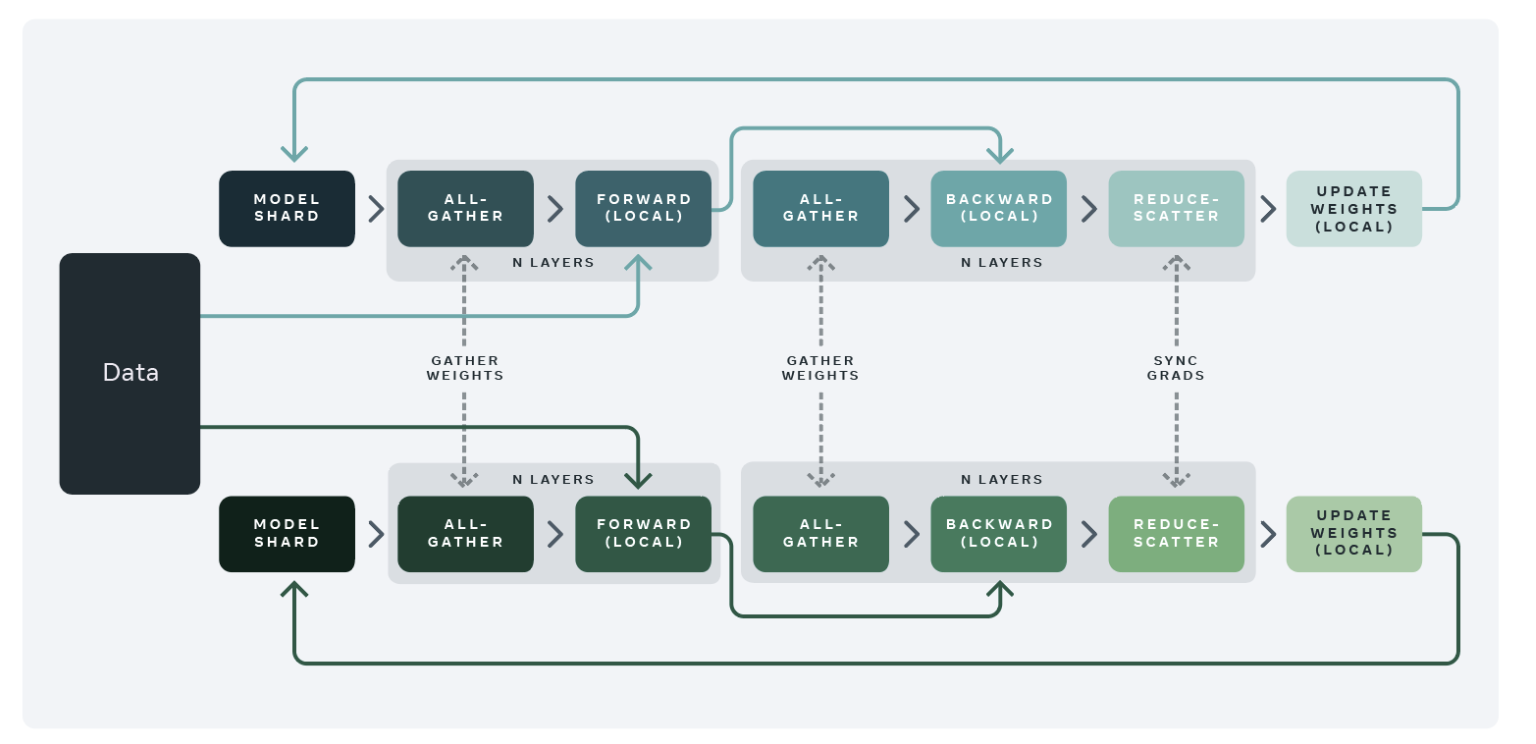 MODEL
SHARD
ALL-
GATHER
FORWARD
(LOCAL)
ALL-
GATHER
BACKWARD
(LOCAL)
REDUCE-
SCATTER
UPDATE
WEIGHTS
(LOCAL)
N LAYERS
N LAYERS
Data
GATHER
WEIGHTS
GATHER
WEIGHTS
SYNC
GRADS
N LAYERS
N LAYERS
MODEL
SHARD
ALL-
GATHER
FORWARD
(LOCAL)
ALL-
GATHER
BACKWARD
(LOCAL)
REDUCE-
SCATTER
UPDATE
WEIGHTS
(LOCAL)